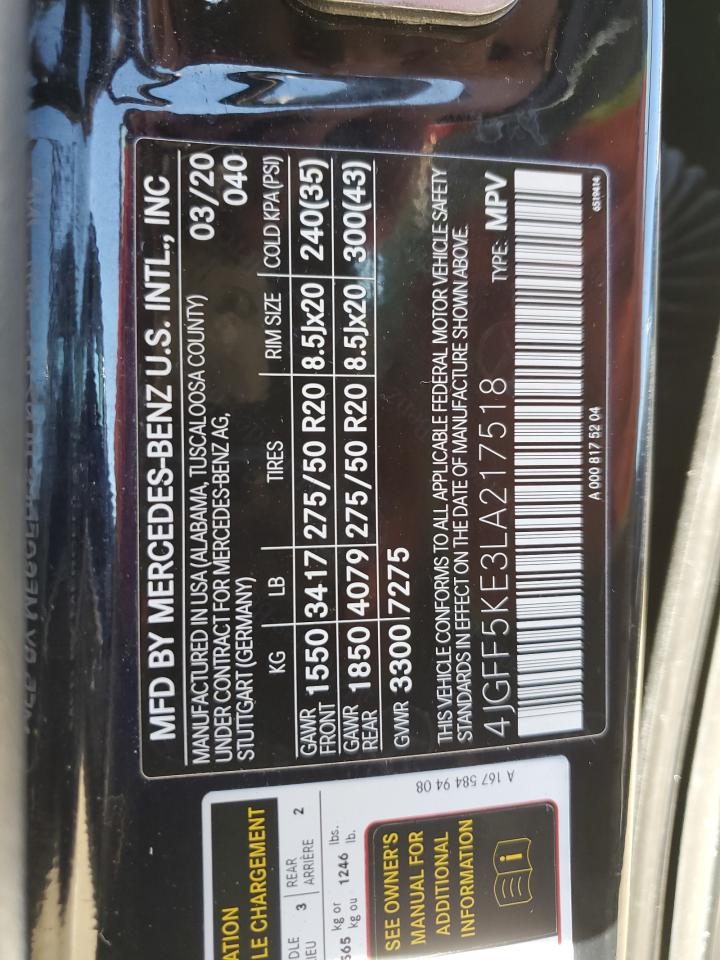 MFD BY MERCEDES-BENZ U.S. INTL., INC
MANUFACTURED IN USA (ALABAMA, TUSCALOOSA COUNTY) 03/20
UNDER CONTRACT FOR MERCEDES-BENZ AG, 040
STUTTGART (GERMANY)
KG LB TIRES RIM SIZE COLD KPA (PSI)
GAWR FRONT 1550 3417 275/50 R20 8.5Jx20 240(35)
GAWR REAR 1850 4079 275/50 R20 8.5Jx20 300(43)
GVWR 3300 7275
THIS VEHICLE CONFORMS TO ALL APPLICABLE FEDERAL MOTOR VEHICLE SAFETY
STANDARDS IN EFFECT ON THE DATE OF MANUFACTURE SHOWN ABOVE.
4JGFF5KE3LA217518 TYPE: MPV
A 000 817 52 04 6519414
A 167 584 94 08
LE CHARGEMENT
3 REAR 2
ARRIÈRE
kg or 1246 lbs.
kg ou lb.
SEE OWNER'S
MANUAL FOR
ADDITIONAL
INFORMATION
i